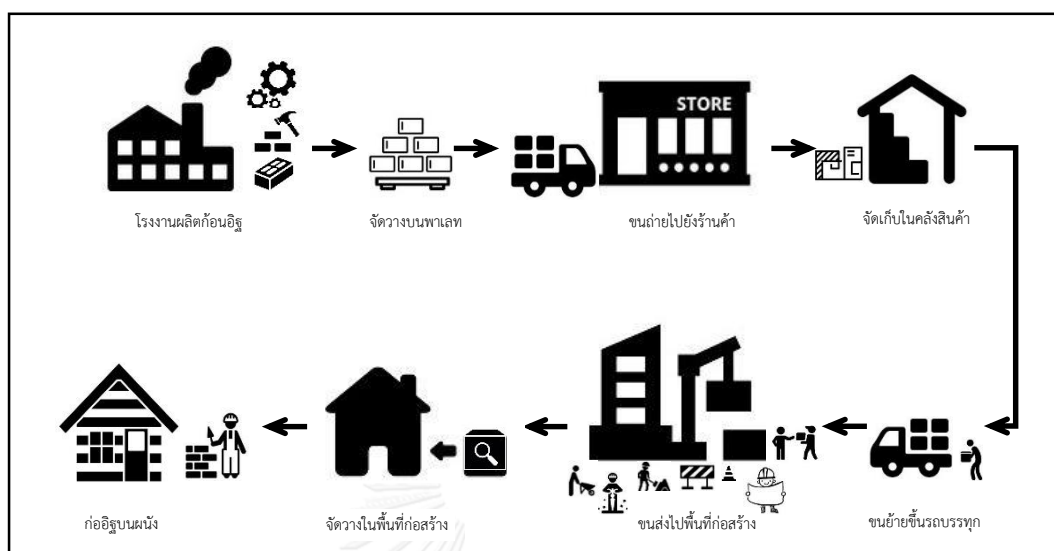 STORE
โรงงานผลิตก้อนอิฐ
จัดวางบนพาเลท
ขนถ่ายไปยังร้านค้า
จัดเก็บในคลังสินค้า
ก่ออิฐบนผนัง
จัดวางในพื้นที่ก่อสร้าง
ขนส่งไปพื้นที่ก่อสร้าง
ขนย้ายขึ้นรถบรรทุก